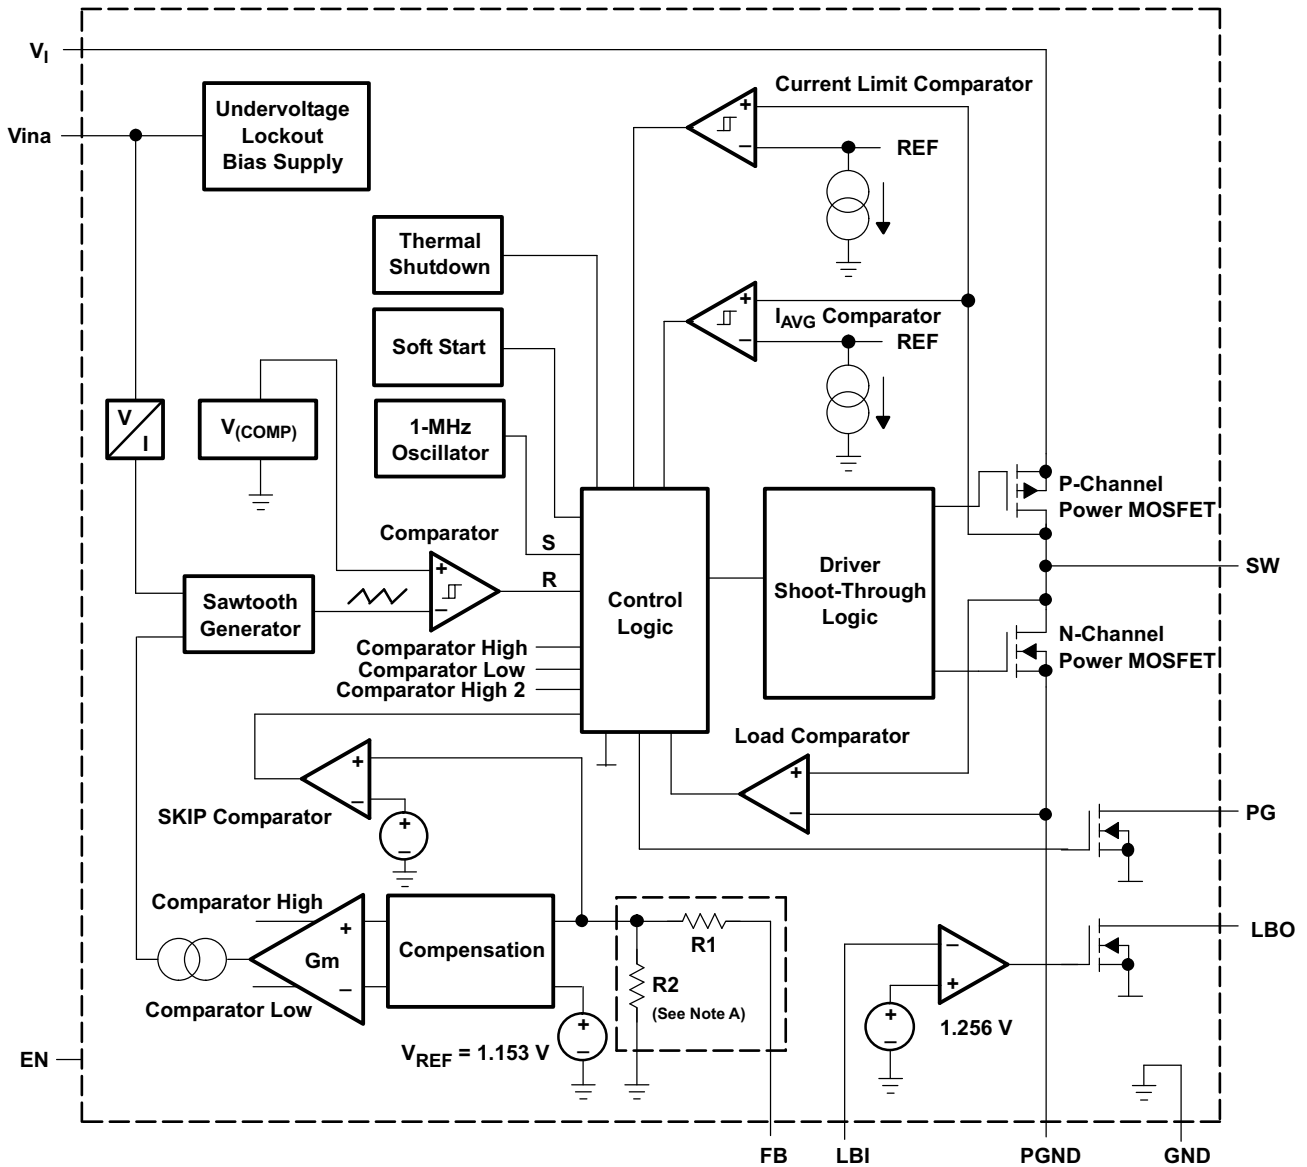 V_I
Vina
Undervoltage
Lockout
Bias Supply
Current Limit Comparator
+
−
REF
Thermal
Shutdown
+
I_AVG Comparator
−
REF
Soft Start
V
I
V(COMP)
1-MHz
Oscillator
P-Channel
Power MOSFET
Comparator
+
−
S
R
Sawtooth
Generator
Control
Logic
Driver
Shoot-Through
Logic
SW
N-Channel
Power MOSFET
Comparator High
Comparator Low
Comparator High 2
Load Comparator
+
−
+
−
SKIP Comparator
+
−
PG
Comparator High
+
Gm
−
Comparator Low
Compensation
R1
R2
(See Note A)
−
+
LBO
+
−
1.256 V
+
−
V_REF = 1.153 V
EN
FB
LBI
PGND
GND